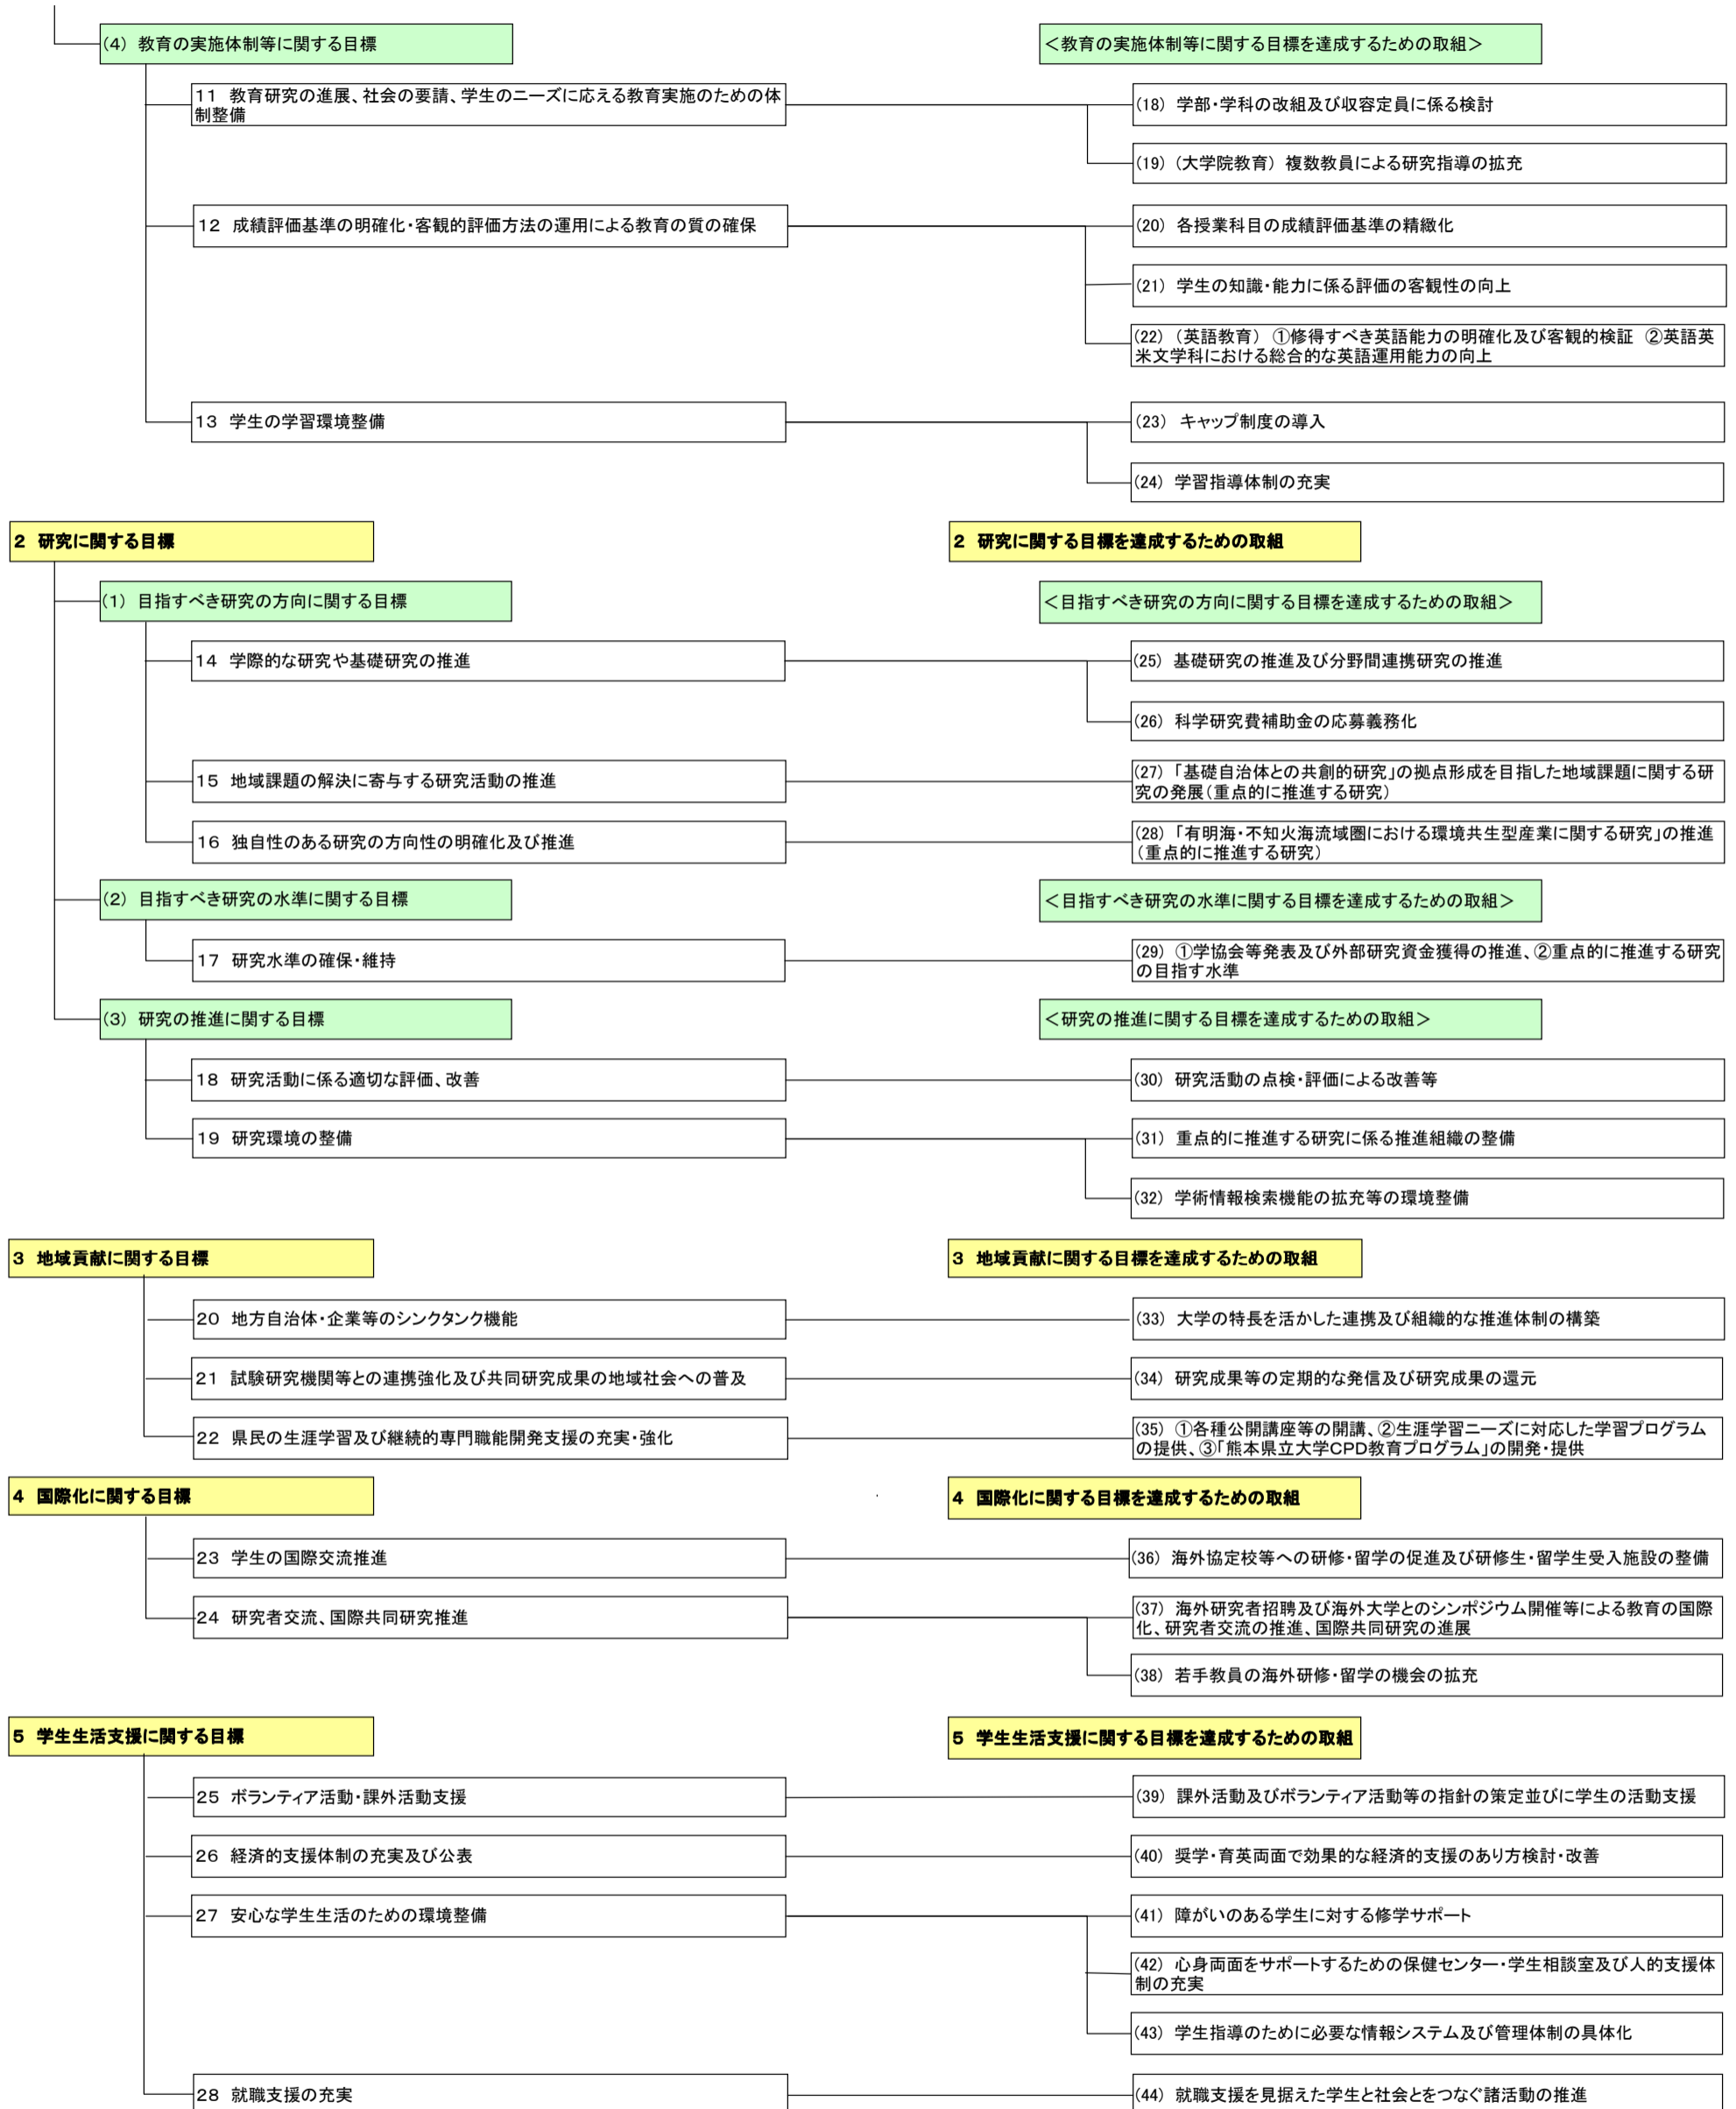 (4) 教育の実施体制等に関する目標
＜教育の実施体制等に関する目標を達成するための取組＞
11 教育研究の進展、社会の要請、学生のニーズに応える教育実施のための体
制整備
(18) 学部・学科の改組及び収容定員に係る検討
(19) (大学院教育) 複数教員による研究指導の拡充
12 成績評価基準の明確化・客観的評価方法の運用による教育の質の確保
(20) 各授業科目の成績評価基準の精緻化
(21) 学生の知識・能力に係る評価の客観性の向上
(22) (英語教育) ①修得すべき英語能力の明確化及び客観的検証 ②英語英
米文学科における総合的な英語運用能力の向上
13 学生の学習環境整備
(23) キャップ制度の導入
(24) 学習指導体制の充実
2 研究に関する目標
2 研究に関する目標を達成するための取組
(1) 目指すべき研究の方向に関する目標
＜目指すべき研究の方向に関する目標を達成するための取組＞
14 学際的な研究や基礎研究の推進
(25) 基礎研究の推進及び分野間連携研究の推進
(26) 科学研究費補助金の応募義務化
15 地域課題の解決に寄与する研究活動の推進
(27) 「基礎自治体との共創的研究」の拠点形成を目指した地域課題に関する研
究の発展(重点的に推進する研究)
16 独自性のある研究の方向性の明確化及び推進
(28) 「有明海・不知火海流域圏における環境共生型産業に関する研究」の推進
(重点的に推進する研究)
(2) 目指すべき研究の水準に関する目標
＜目指すべき研究の水準に関する目標を達成するための取組＞
17 研究水準の確保・維持
(29) ①学協会等発表及び外部研究資金獲得の推進、②重点的に推進する研究
の目指す水準
(3) 研究の推進に関する目標
＜研究の推進に関する目標を達成するための取組＞
18 研究活動に係る適切な評価、改善
(30) 研究活動の点検・評価による改善等
19 研究環境の整備
(31) 重点的に推進する研究に係る推進組織の整備
(32) 学術情報検索機能の拡充等の環境整備
3 地域貢献に関する目標
3 地域貢献に関する目標を達成するための取組
20 地方自治体・企業等のシンクタンク機能
(33) 大学の特長を活かした連携及び組織的な推進体制の構築
21 試験研究機関等との連携強化及び共同研究成果の地域社会への普及
(34) 研究成果等の定期的な発信及び研究成果の還元
22 県民の生涯学習及び継続的専門職能開発支援の充実・強化
(35) ①各種公開講座等の開講、②生涯学習ニーズに対応した学習プログラム
の提供、③「熊本県立大学CPD教育プログラム」の開発・提供
4 国際化に関する目標
4 国際化に関する目標を達成するための取組
23 学生の国際交流推進
(36) 海外協定校等への研修・留学の促進及び研修生・留学生受入施設の整備
24 研究者交流、国際共同研究推進
(37) 海外研究者招聘及び海外大学とのシンポジウム開催等による教育の国際
化、研究者交流の推進、国際共同研究の進展
(38) 若手教員の海外研修・留学の機会の拡充
5 学生生活支援に関する目標
5 学生生活支援に関する目標を達成するための取組
25 ボランティア活動・課外活動支援
(39) 課外活動及びボランティア活動等の指針の策定並びに学生の活動支援
26 経済的支援体制の充実及び公表
(40) 奨学・育英両面で効果的な経済的支援のあり方検討・改善
27 安心な学生生活のための環境整備
(41) 障がいのある学生に対する修学サポート
(42) 心身両面をサポートするための保健センター・学生相談室及び人的支援体
制の充実
(43) 学生指導のために必要な情報システム及び管理体制の具体化
28 就職支援の充実
(44) 就職支援を見据えた学生と社会とをつなぐ諸活動の推進